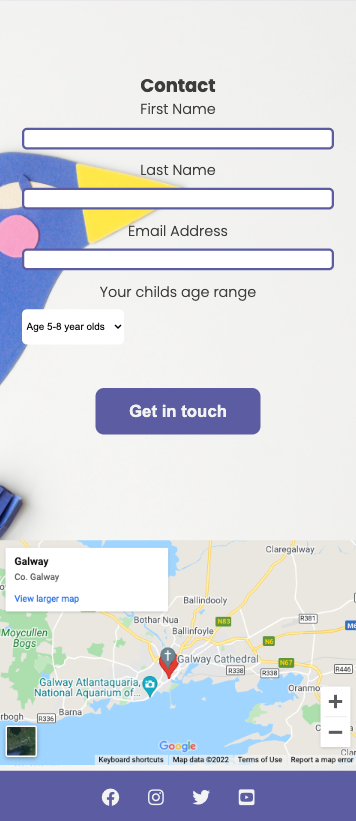 Contact
First Name
Last Name
Email Address
Your childs age range
Age 5-8 year olds
Get in touch
Galway
Co. Galway
View larger map
Claregalway
Ballindooly
Bothar Nua
N83
R381
Ballinfoyle
Moycullen
Bogs
N6
Galway Cathedral
N67
R338
R338
R446
Galway Atlantaquaria,
National Aquarium of...
Oranmo
Barna
rbogh
R336
Google
Keyboard shortcuts
Map data ©2022
Terms of Use
Report a map error